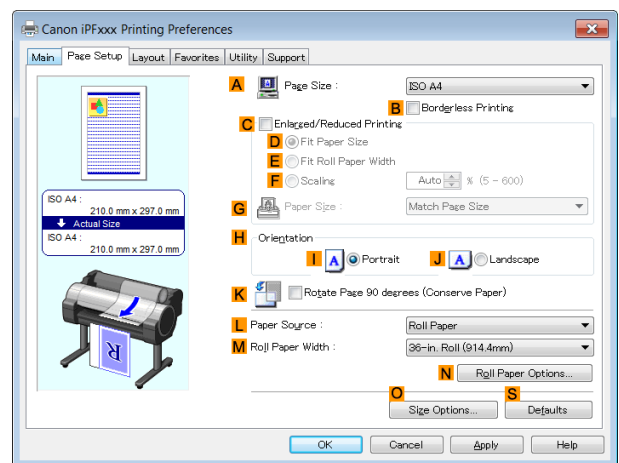 Canon iPFxxx Printing Preferences
Main Page Setup Layout Favorites Utility Support
A Page Size : ISO A4
B Borderless Printing
C Enlarged/Reduced Printing
D Fit Paper Size
E Fit Roll Paper Width
F Scaling Auto % (5 - 600)
G Paper Size : Match Page Size
ISO A4 :
210.0 mm x 297.0 mm
Actual Size
ISO A4 :
210.0 mm x 297.0 mm
H Orientation
I A Portrait J A Landscape
K Rotate Page 90 degrees (Conserve Paper)
L Paper Source : Roll Paper
M Roll Paper Width : 36-in. Roll (914.4mm)
R
N Roll Paper Options...
O S
Size Options... Defaults
OK Cancel Apply Help